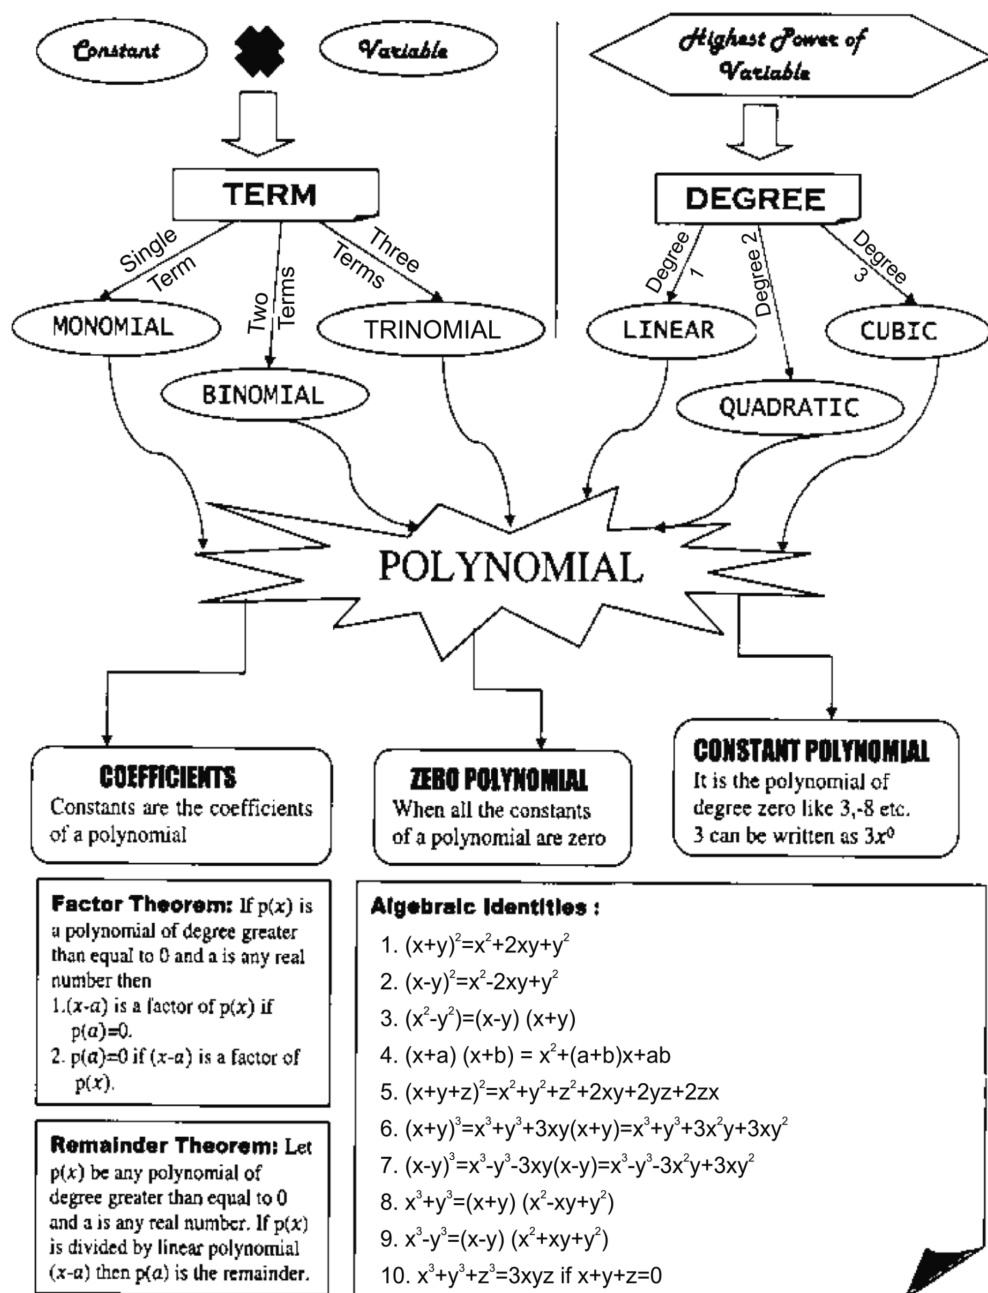 Constant
Variable
Highest Power of
Variable
TERM
DEGREE
Single
Term
Two
Terms
Three
Terms
Degree
1
Degree 2
Degree
3
MONOMIAL
BINOMIAL
TRINOMIAL
LINEAR
QUADRATIC
CUBIC
POLYNOMIAL
COEFFICIENTS
Constants are the coefficients
of a polynomial
ZERO POLYNOMIAL
When all the constants
of a polynomial are zero
CONSTANT POLYNOMIAL
It is the polynomial of
degree zero like 3,-8 etc.
3 can be written as 3x⁰
Factor Theorem: If p(x) is
a polynomial of degree greater
than equal to 0 and a is any real
number then
1.(x-a) is a factor of p(x) if
p(a)=0.
2. p(a)=0 if (x-a) is a factor of
p(x).
Remainder Theorem: Let
p(x) be any polynomial of
degree greater than equal to 0
and a is any real number. If p(x)
is divided by linear polynomial
(x-a) then p(a) is the remainder.
Algebraic Identities :
1. (x+y)²=x²+2xy+y²
2. (x-y)²=x²-2xy+y²
3. (x²-y²)=(x-y) (x+y)
4. (x+a) (x+b) = x²+(a+b)x+ab
5. (x+y+z)²=x²+y²+z²+2xy+2yz+2zx
6. (x+y)³=x³+y³+3xy(x+y)=x³+y³+3x²y+3xy²
7. (x-y)³=x³-y³-3xy(x-y)=x³-y³-3x²y+3xy²
8. x³+y³=(x+y) (x²-xy+y²)
9. x³-y³=(x-y) (x²+xy+y²)
10. x³+y³+z³=3xyz if x+y+z=0